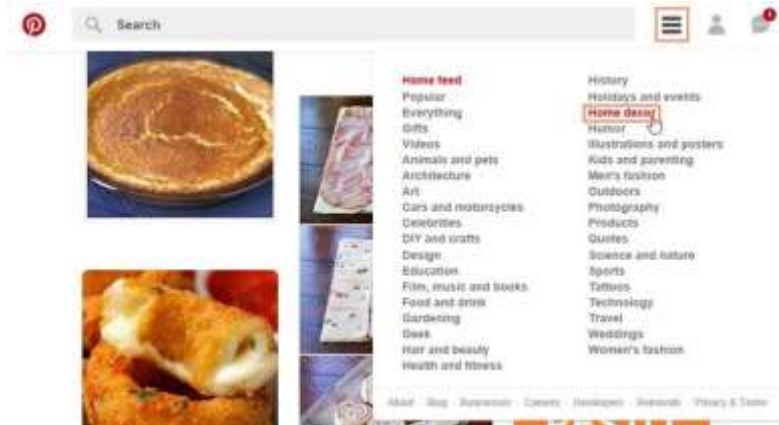 Search
Home feed
Popular
Everything
Gifts
Videos
Animals and pets
Architecture
Art
Cars and motorcycles
Celebrities
DIY and crafts
Design
Education
Film, music and books
Food and drink
Gardening
Geek
Hair and beauty
Health and fitness
History
Holidays and events
Home decor
Humor
Illustrations and posters
Kids and parenting
Men's fashion
Outdoors
Photography
Products
Quotes
Science and nature
Sports
Tattoos
Technology
Travel
Weddings
Women's fashion
About Blog Businesses Careers Developers Removals Privacy & Terms